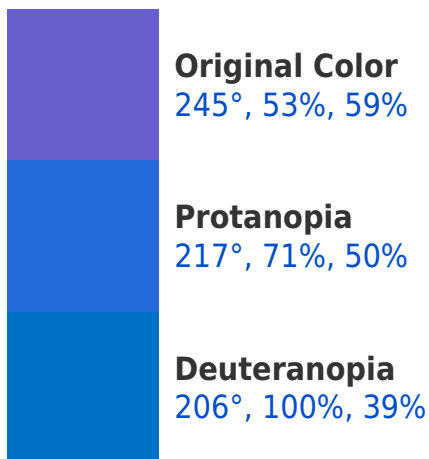 Original Color
245°, 53%, 59%
Protanopia
217°, 71%, 50%
Deuteranopia
206°, 100%, 39%